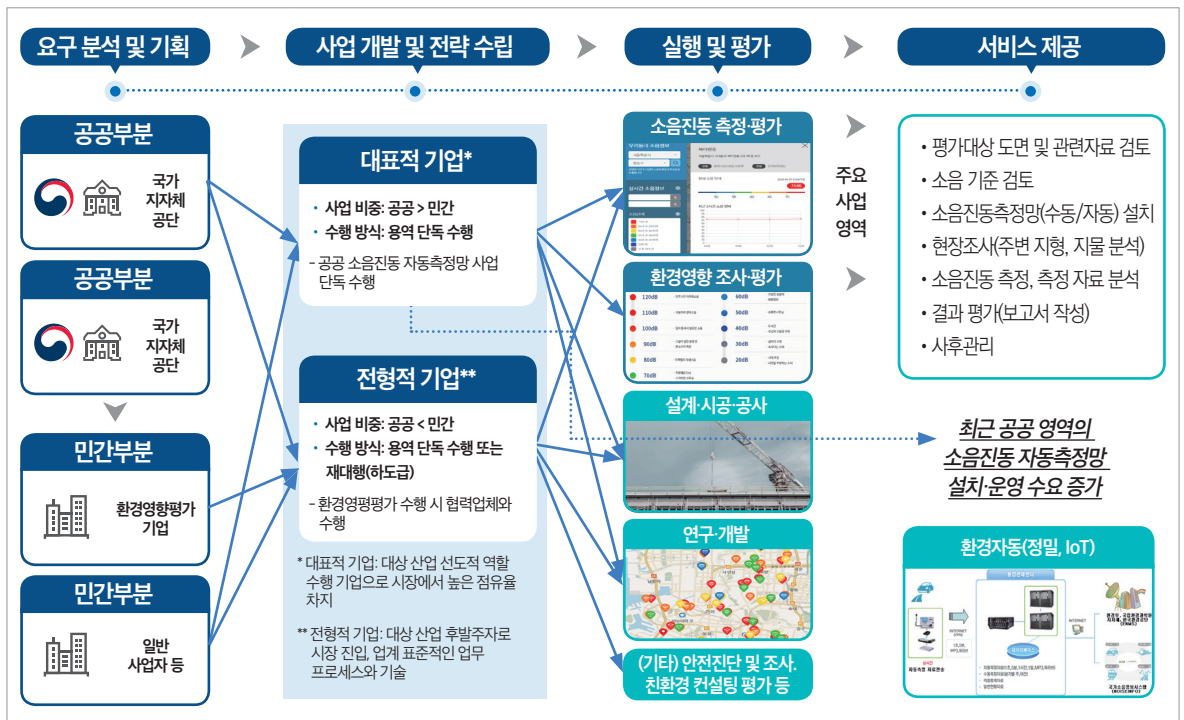 요구 분석 및 기획
사업 개발 및 전략 수립
실행 및 평가
서비스 제공
공공부분
국가
지자체
공단
공공부분
국가
지자체
공단
민간부분
환경영향평가
기업
민간부분
일반
사업자 등
대표적 기업*
• 사업 비중: 공공 > 민간
• 수행 방식: 용역 단독 수행
- 공공 소음진동 자동측정망 사업
단독 수행
전형적 기업**
• 사업 비중: 공공 < 민간
• 수행 방식: 용역 단독 수행 또는
재대행(하도급)
- 환경영평평가 수행 시 협력업체와
수행
* 대표적 기업: 대상 산업 선도적 역할
수행 기업으로 시장에서 높은 점유율
차지
** 전형적 기업: 대상 산업 후발주자로
시장 진입, 업계 표준적인 업무
프로세스와 기술
소음진동 측정·평가
환경영향 조사·평가
120dB
110dB
100dB
90dB
80dB
70dB
60dB
50dB
40dB
30dB
20dB
설계·시공·공사
연구·개발
(기타) 안전진단 및 조사.
친환경 컨설팅 평가 등
주요
사업
영역
• 평가대상 도면 및 관련자료 검토
• 소음 기준 검토
• 소음진동측정망(수동/자동) 설치
• 현장조사(주변 지형, 지물 분석)
• 소음진동 측정, 측정 자료 분석
• 결과 평가(보고서 작성)
• 사후관리
최근 공공 영역의
소음진동 자동측정망
설치·운영 수요 증가
환경자동(정밀, IoT)
INTERNET
INTERNET
자동측정 자료전송